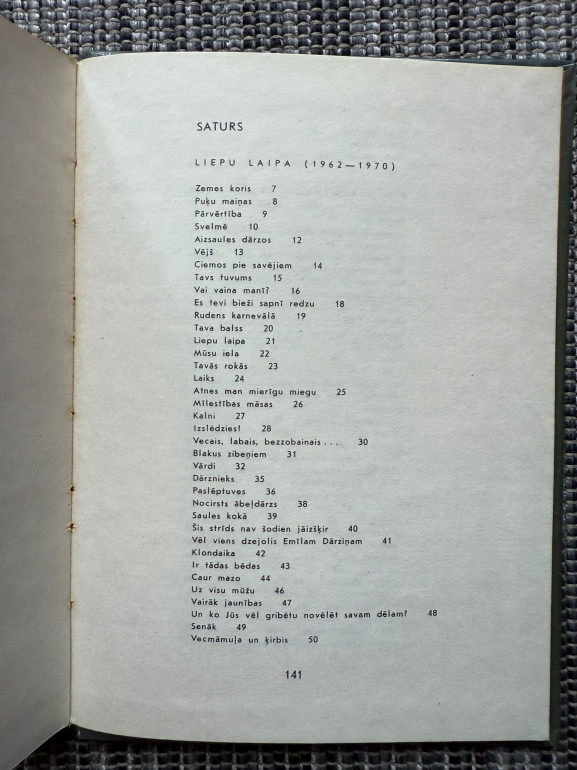 SATURS
LIEPU LAIPA (1962—1970)
Zemes koris 7
Puķu maiņas 8
Pārvērtība 9
Svelmē 10
Aizsaules dārzos 12
Vējš 13
Ciemos pie savējiem 14
Tavs tuvums 15
Vai vaina manī? 16
Es tevi bieži sapnī redzu 18
Rudens karnevālā 19
Tava balss 20
Liepu laipa 21
Mūsu iela 22
Tavās rokās 23
Laiks 24
Atnes man mierīgu miegu 25
Mīlestības māsas 26
Kalni 27
Izslēdzies! 28
Vecais, labais, bezzobainais... 30
Blakus zibeņiem 31
Vārdi 32
Dārznieks 35
Paslēptuves 36
Nocirsts ābeļdārzs 38
Saules kokā 39
Šis strīds nav šodien jāizšķir 40
Vēl viens dzejolis Emīlam Dārziņam 41
Klondaika 42
Ir tādas bēdas 43
Caur mazo 44
Uz visu mūžu 46
Vairāk jaunības 47
Un ko Jūs vēl gribētu novēlēt savam dēlam? 48
Senāk 49
Vecmāmuļa un ķirbis 50
141